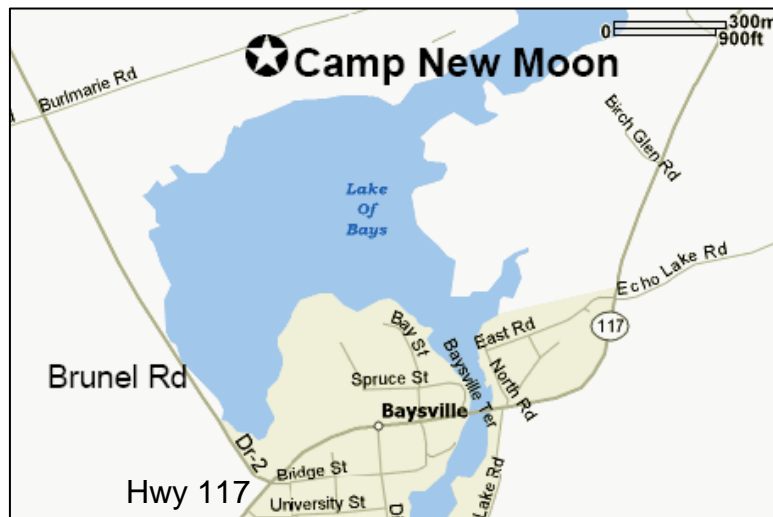 300m
0
900ft
Camp New Moon
Burlmarie Rd
Birch Glen Rd
Lake
Of
Bays
Echo Lake Rd
117
East Rd
Bay St
Baysville Ter
North Rd
Brunel Rd
Spruce St
Baysville
Dr-2
Bridge St
Hwy 117
University St
Lake Rd